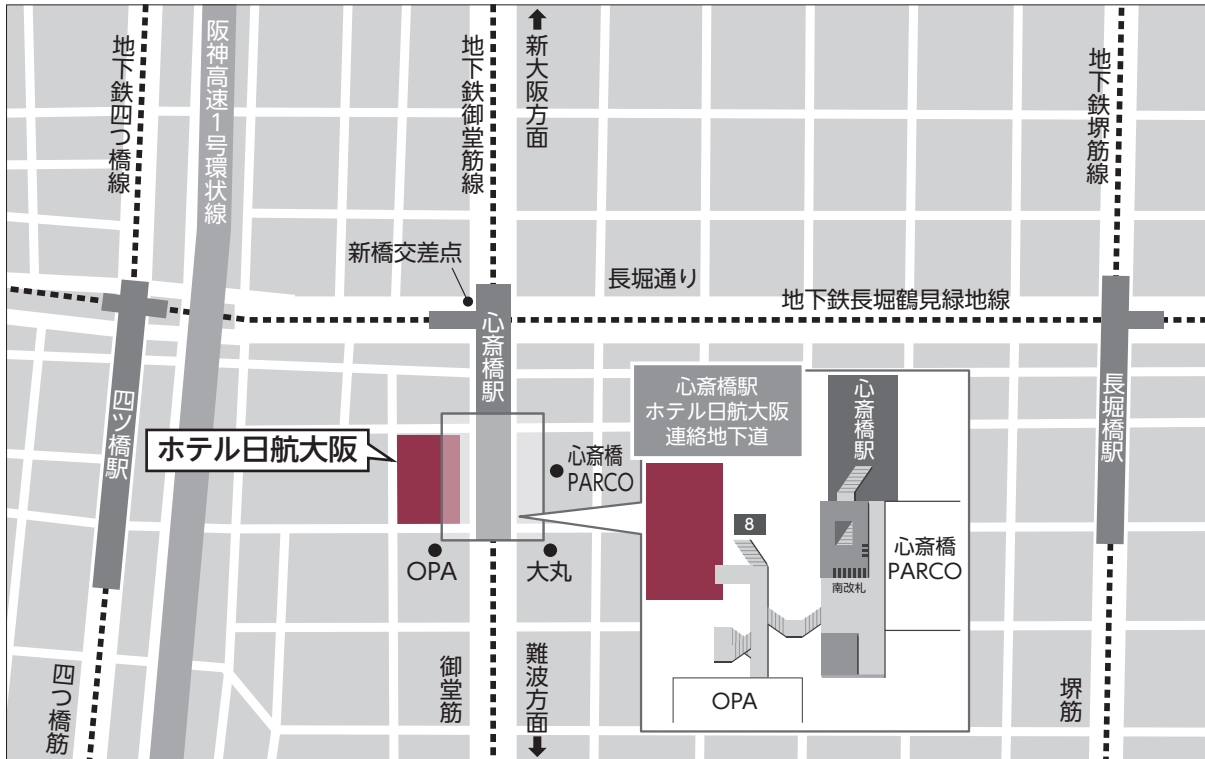 地下鉄四つ橋線
阪神高速1号環状線
地下鉄御堂筋線
新大阪方面
地下鉄堺筋線
新橋交差点
長堀通り
地下鉄長堀鶴見緑地線
心斎橋駅
四ツ橋駅
長堀橋駅
ホテル日航大阪
心斎橋
PARCO
OPA
大丸
心斎橋駅
ホテル日航大阪
連絡地下道
心斎橋駅
8
心斎橋
PARCO
南改札
OPA
四つ橋筋
御堂筋
難波方面
堺筋